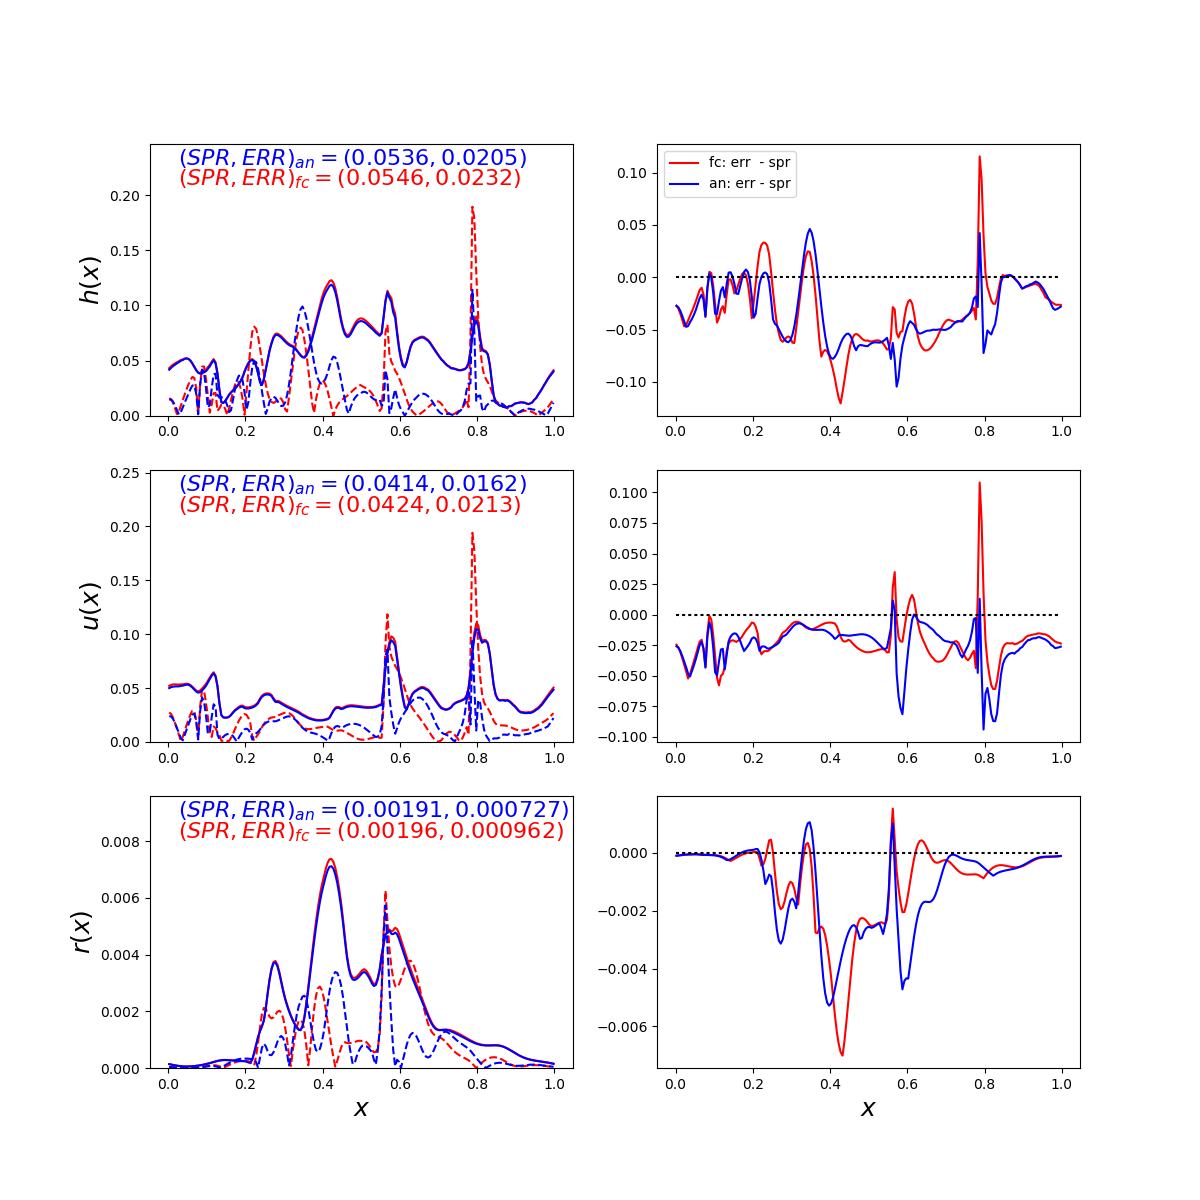 (SPR, ERR)an = (0.0536, 0.0205)
(SPR, ERR)fc = (0.0546, 0.0232)
h(x)
0.20
0.15
0.10
0.05
0.00
0.0 0.2 0.4 0.6 0.8 1.0
fc: err - spr
an: err - spr
0.10
0.05
0.00
−0.05
−0.10
0.0 0.2 0.4 0.6 0.8 1.0
(SPR, ERR)an = (0.0414, 0.0162)
(SPR, ERR)fc = (0.0424, 0.0213)
u(x)
0.25
0.20
0.15
0.10
0.05
0.00
0.0 0.2 0.4 0.6 0.8 1.0
0.100
0.075
0.050
0.025
0.000
−0.025
−0.050
−0.075
−0.100
0.0 0.2 0.4 0.6 0.8 1.0
(SPR, ERR)an = (0.00191, 0.000727)
(SPR, ERR)fc = (0.00196, 0.000962)
r(x)
0.008
0.006
0.004
0.002
0.000
0.0 0.2 0.4 0.6 0.8 1.0
x
0.000
−0.002
−0.004
−0.006
0.0 0.2 0.4 0.6 0.8 1.0
x